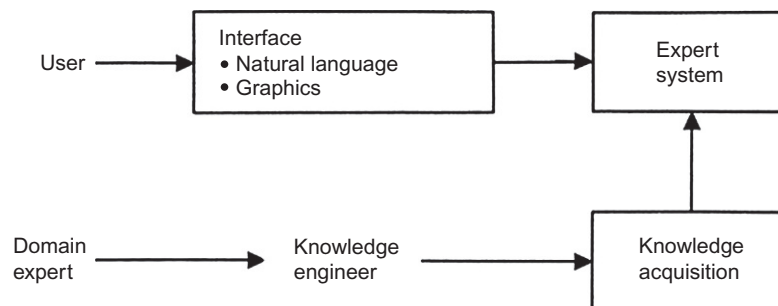 User
Interface
• Natural language
• Graphics
Expert
system
Domain
expert
Knowledge
engineer
Knowledge
acquisition